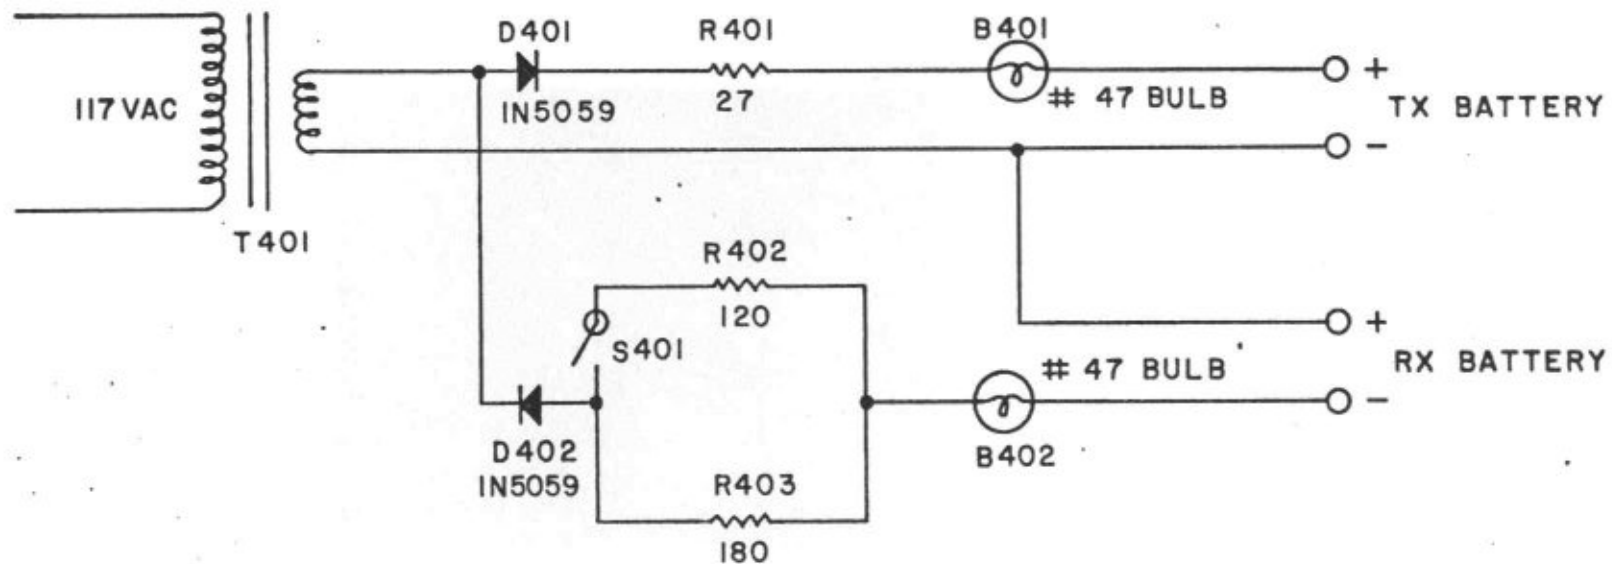 D401
R401
B401
+
117 VAC
1N5059
27
# 47 BULB
TX BATTERY
-
T401
R402
120
S401
+
# 47 BULB
RX BATTERY
-
D402
1N5059
B402
R403
180